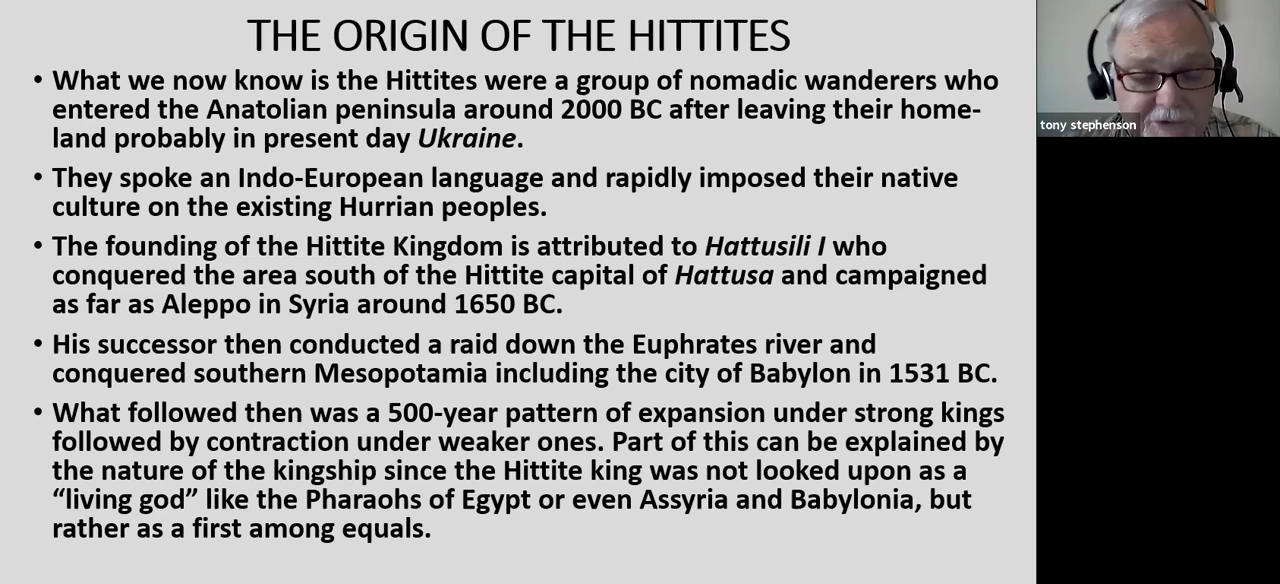 THE ORIGIN OF THE HITTITES
• What we now know is the Hittites were a group of nomadic wanderers who
entered the Anatolian peninsula around 2000 BC after leaving their home-
land probably in present day Ukraine.
• They spoke an Indo-European language and rapidly imposed their native
culture on the existing Hurrian peoples.
• The founding of the Hittite Kingdom is attributed to Hattusili I who
conquered the area south of the Hittite capital of Hattusa and campaigned
as far as Aleppo in Syria around 1650 BC.
• His successor then conducted a raid down the Euphrates river and
conquered southern Mesopotamia including the city of Babylon in 1531 BC.
• What followed then was a 500-year pattern of expansion under strong kings
followed by contraction under weaker ones. Part of this can be explained by
the nature of the kingship since the Hittite king was not looked upon as a
“living god” like the Pharaohs of Egypt or even Assyria and Babylonia, but
rather as a first among equals.
tony stephenson